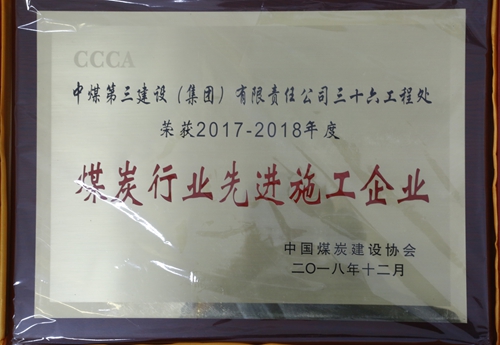 CCCA
中煤第三建设（集团）有限责任公司三十六工程处
荣获2017-2018年度
煤炭行业先进施工企业
中国煤炭建设协会
二〇一八年十二月